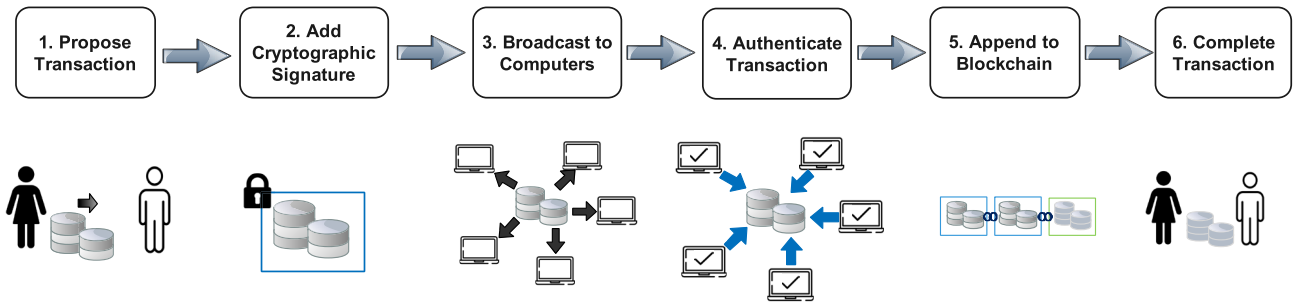 1. Propose
Transaction
2. Add
Cryptographic
Signature
3. Broadcast to
Computers
4. Authenticate
Transaction
5. Append to
Blockchain
6. Complete
Transaction